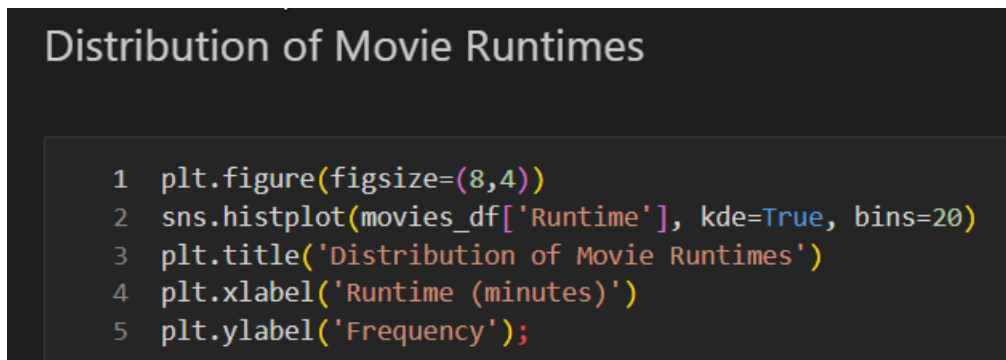 Distribution of Movie Runtimes
1 plt.figure(figsize=(8,4))
2 sns.histplot(movies_df['Runtime'], kde=True, bins=20)
3 plt.title('Distribution of Movie Runtimes')
4 plt.xlabel('Runtime (minutes)')
5 plt.ylabel('Frequency');